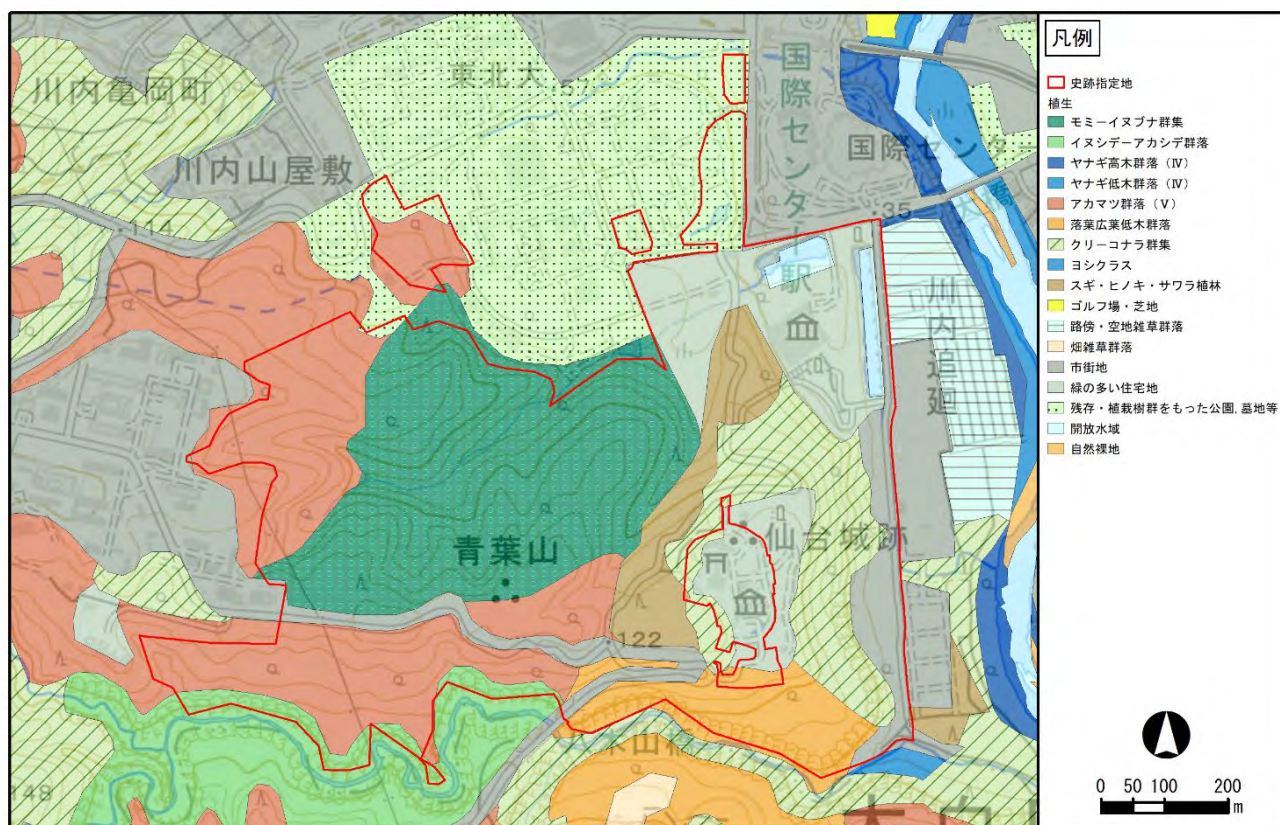 川内亀岡町
東北大
57
国際センター駅
国際センター
川内山屋敷
35
川内追廻
青葉山
仙台城跡
122
148
凡例
史跡指定地
植生
モミーイヌブナ群集
イヌシデーアカシデ群落
ヤナギ高木群落(Ⅳ)
ヤナギ低木群落(Ⅳ)
アカマツ群落(Ⅴ)
落葉広葉低木群落
クリーコナラ群集
ヨシクラス
スギ・ヒノキ・サワラ植林
ゴルフ場・芝地
路傍・空地雑草群落
畑雑草群落
市街地
緑の多い住宅地
残存・植栽樹群をもった公園、墓地等
開放水域
自然裸地
0 50 100 200
m